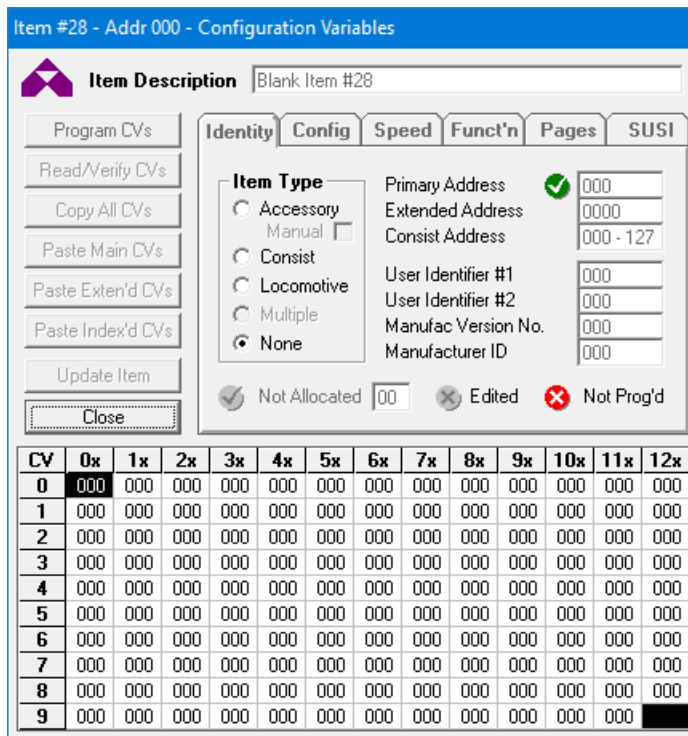 Item #28 - Addr 000 - Configuration Variables
Item Description Blank Item #28
Program CVs
Read/Verify CVs
Copy All CVs
Paste Main CVs
Paste Exten'd CVs
Paste Index'd CVs
Update Item
Close
Identity Config Speed Funct'n Pages SUSI
Item Type
Accessory
Manual
Consist
Locomotive
Multiple
None
Primary Address 000
Extended Address 0000
Consist Address 000 - 127
User Identifier #1 000
User Identifier #2 000
Manufac Version No. 000
Manufacturer ID 000
Not Allocated 00 Edited Not Prog'd
CV 0x 1x 2x 3x 4x 5x 6x 7x 8x 9x 10x 11x 12x
0 000 000 000 000 000 000 000 000 000 000 000 000 000
1 000 000 000 000 000 000 000 000 000 000 000 000 000
2 000 000 000 000 000 000 000 000 000 000 000 000 000
3 000 000 000 000 000 000 000 000 000 000 000 000 000
4 000 000 000 000 000 000 000 000 000 000 000 000 000
5 000 000 000 000 000 000 000 000 000 000 000 000 000
6 000 000 000 000 000 000 000 000 000 000 000 000 000
7 000 000 000 000 000 000 000 000 000 000 000 000 000
8 000 000 000 000 000 000 000 000 000 000 000 000 000
9 000 000 000 000 000 000 000 000 000 000 000 000